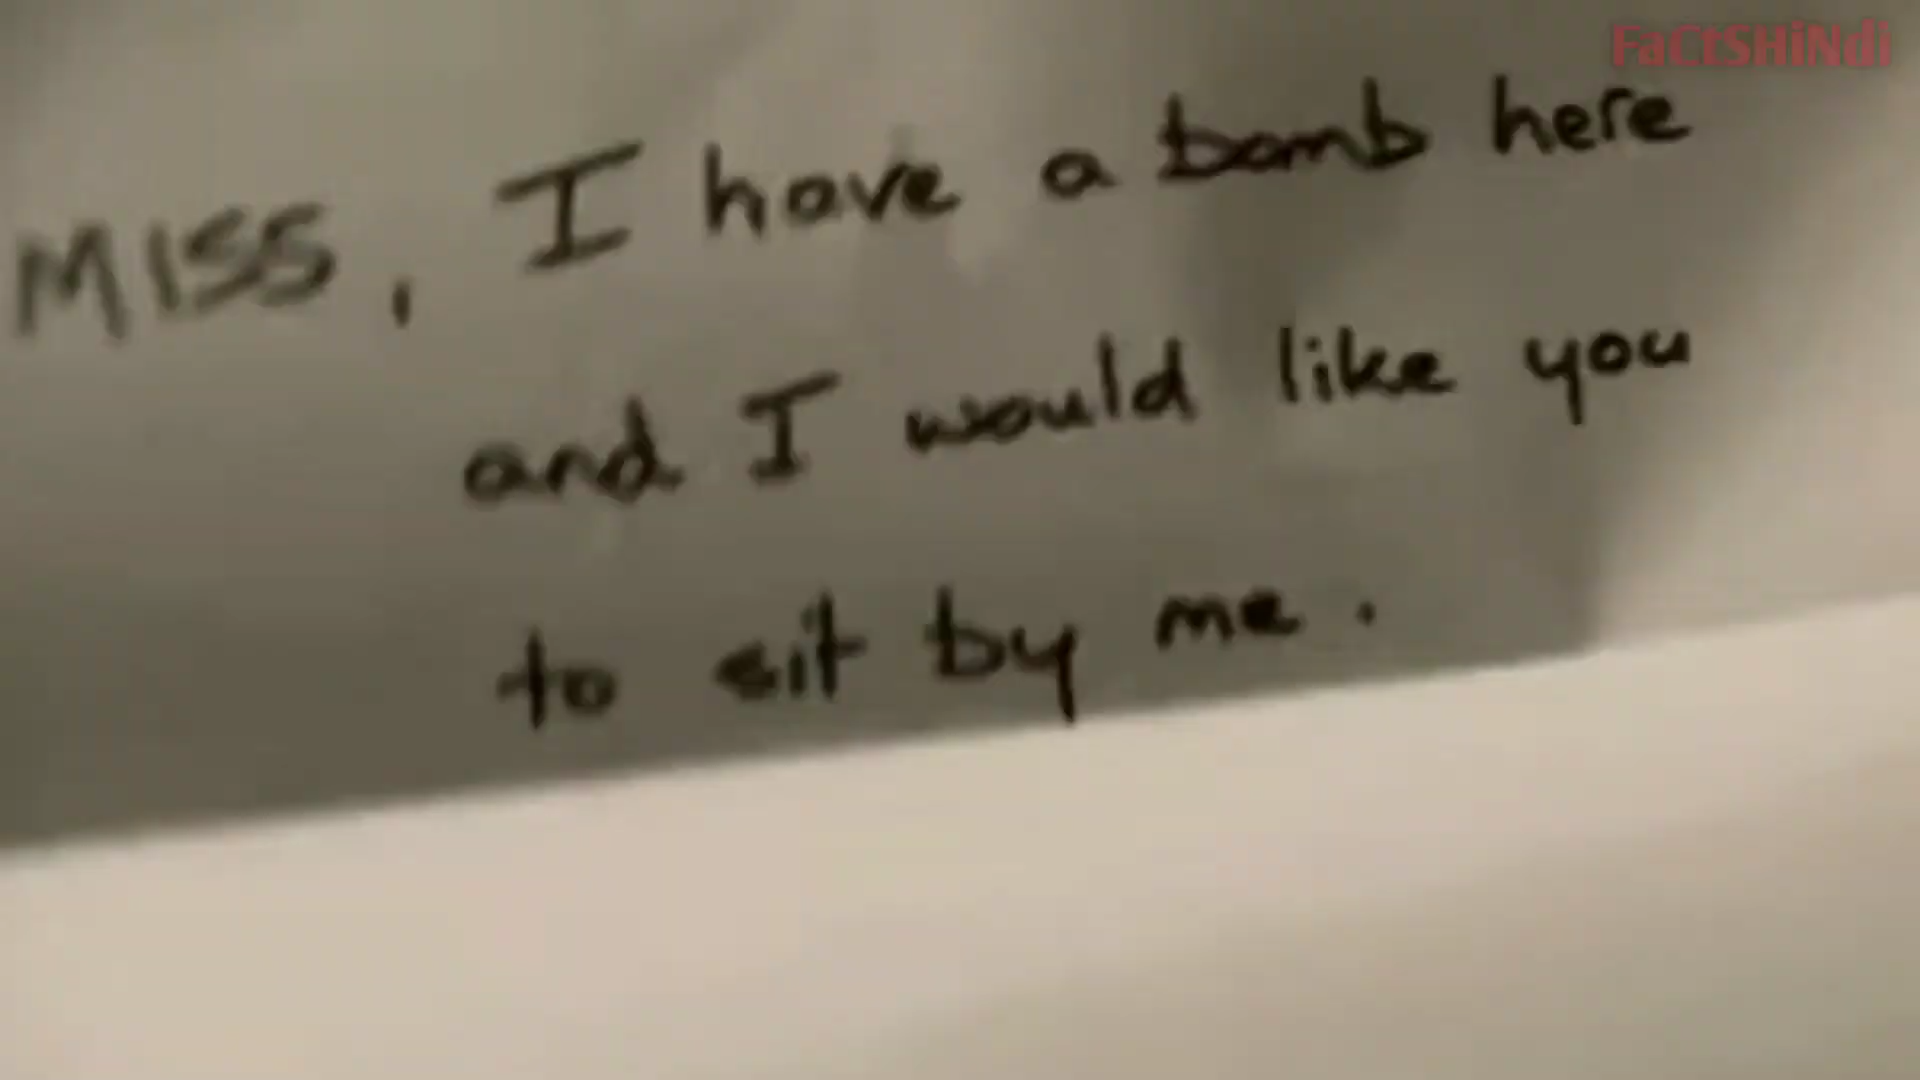 FaCtSHiNdi
MISS, I have a bomb here
and I would like you
to sit by me.